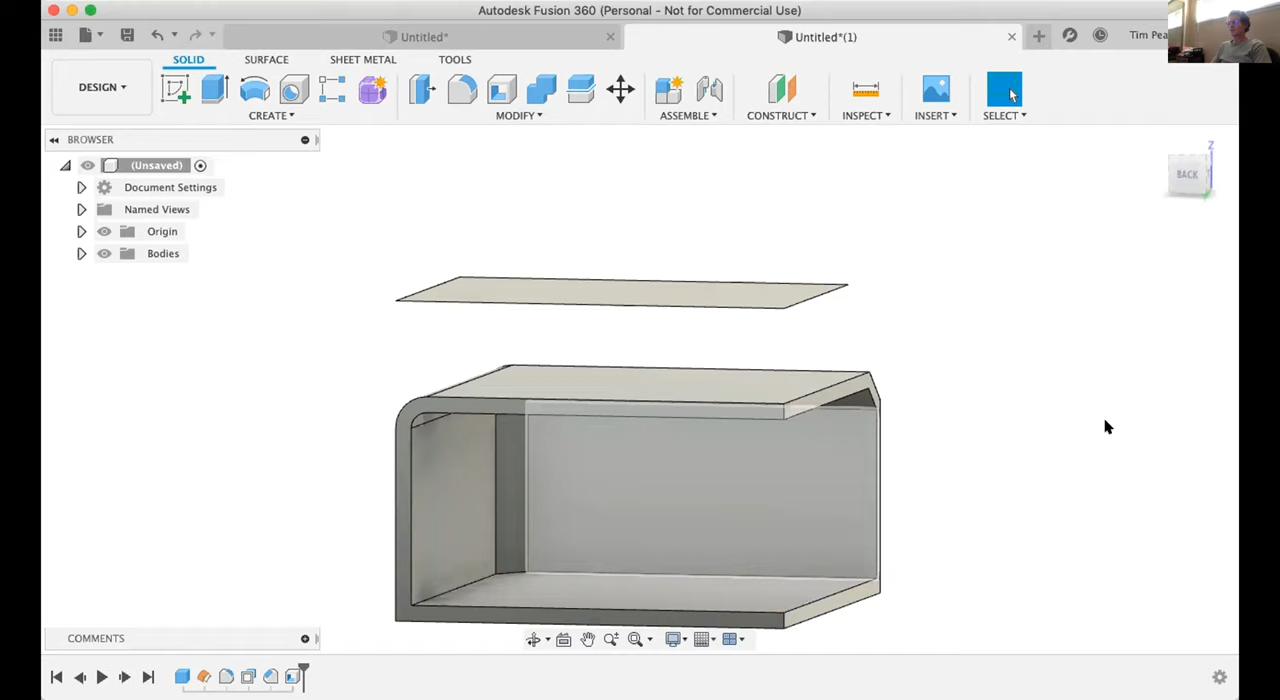 Autodesk Fusion 360 (Personal - Not for Commercial Use)
Untitled*
Untitled*(1)
Tim Pea
DESIGN
SOLID
SURFACE
SHEET METAL
TOOLS
CREATE
MODIFY
ASSEMBLE
CONSTRUCT
INSPECT
INSERT
SELECT
BROWSER
(Unsaved)
Document Settings
Named Views
Origin
Bodies
Z
BACK
COMMENTS